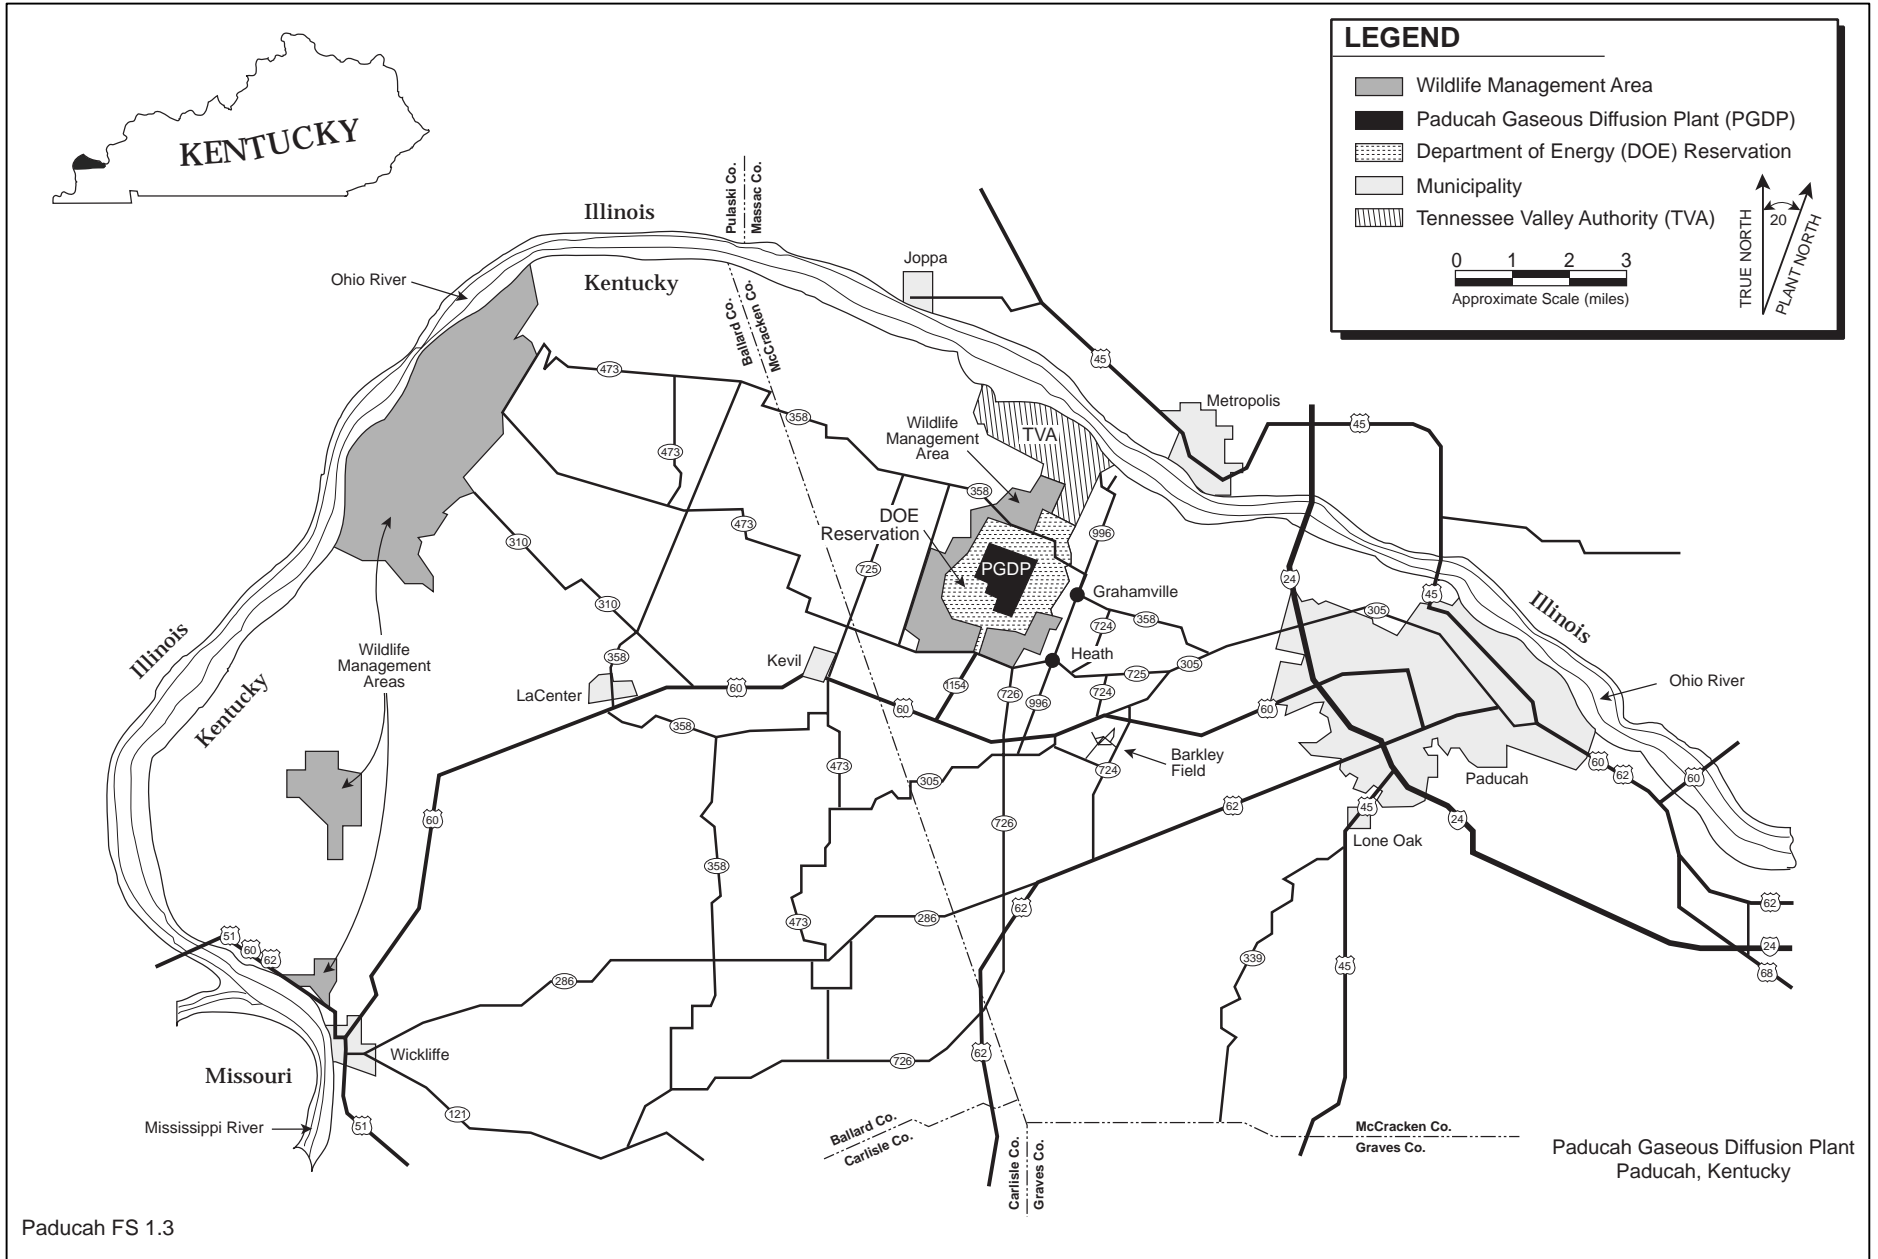 KENTUCKY
LEGEND
Wildlife Management Area
Paducah Gaseous Diffusion Plant (PGDP)
Department of Energy (DOE) Reservation
Municipality
Tennessee Valley Authority (TVA)
0 1 2 3
Approximate Scale (miles)
TRUE NORTH
20
PLANT NORTH
Pulaski Co.
Massac Co.
Illinois
Kentucky
Ohio River
Joppa
Ballard Co.
McCracken Co.
45
473
358
Metropolis
45
Wildlife
Management
Area
TVA
473
358
DOE
Reservation
473
310
996
725
PGDP
24
45
Grahamville
310
358
724
305
Illinois
Illinois
Kentucky
Wildlife
Management
Areas
358
Kevil
Heath
305
725
LaCenter
60
1154
726
724
996
60
60
Ohio River
358
473
305
Barkley
Field
724
Paducah
60
62
60
60
62
45
24
726
Lone Oak
358
473
286
62
62
51
60
62
286
339
45
24
68
Wickliffe
726
62
Missouri
121
51
Mississippi River
Ballard Co.
Carlisle Co.
McCracken Co.
Graves Co.
Carlisle Co.
Graves Co.
Paducah Gaseous Diffusion Plant
Paducah, Kentucky
Paducah FS 1.3